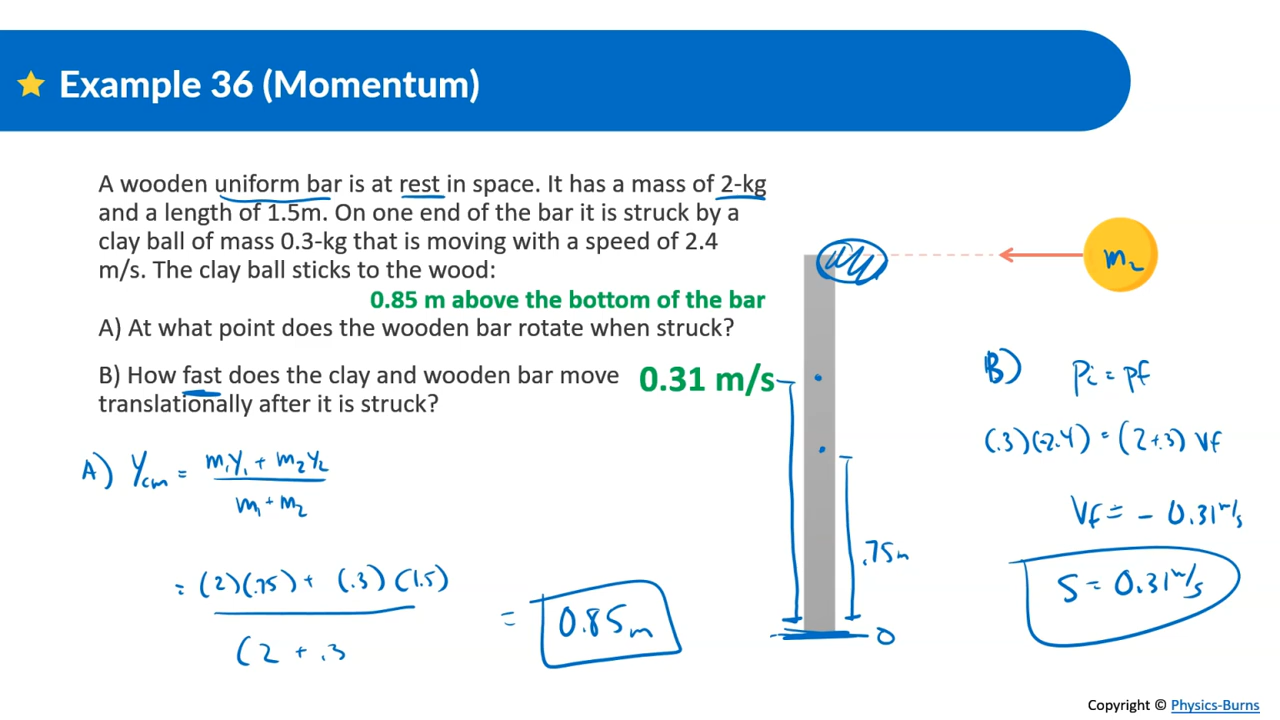 Example 36 (Momentum)
A wooden uniform bar is at rest in space. It has a mass of 2-kg
and a length of 1.5m. On one end of the bar it is struck by a
clay ball of mass 0.3-kg that is moving with a speed of 2.4
m/s. The clay ball sticks to the wood:
0.85 m above the bottom of the bar
A) At what point does the wooden bar rotate when struck?
B) How fast does the clay and wooden bar move
translationally after it is struck?
0.31 m/s
A) Ycm = m1Y1 + m2Y2
m1 + m2
= (2)(.75) + (.3)(1.5)
(2 + .3
= 0.85m
m2
.75m
0
B) Pi = pf
(.3)(-2.4) = (2+.3) Vf
Vf = - 0.31 m/s
S = 0.31 m/s
Copyright © Physics-Burns